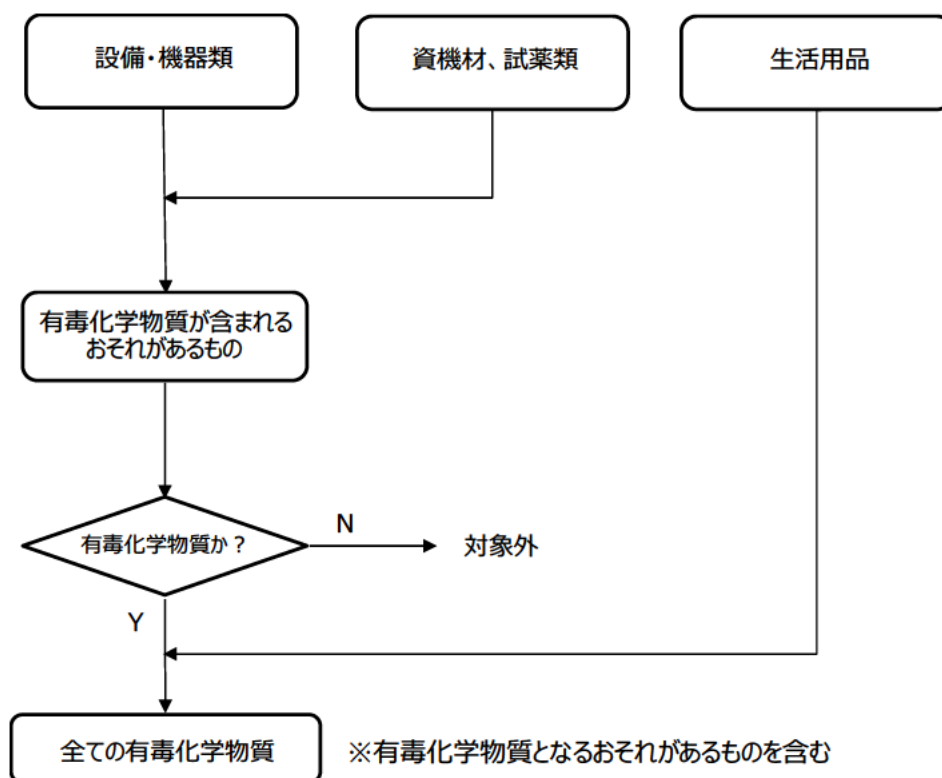 設備・機器類
資機材、試薬類
生活用品
有毒化学物質が含まれる
おそれがあるもの
有毒化学物質か？
N
対象外
Y
全ての有毒化学物質
※有毒化学物質となるおそれがあるものを含む